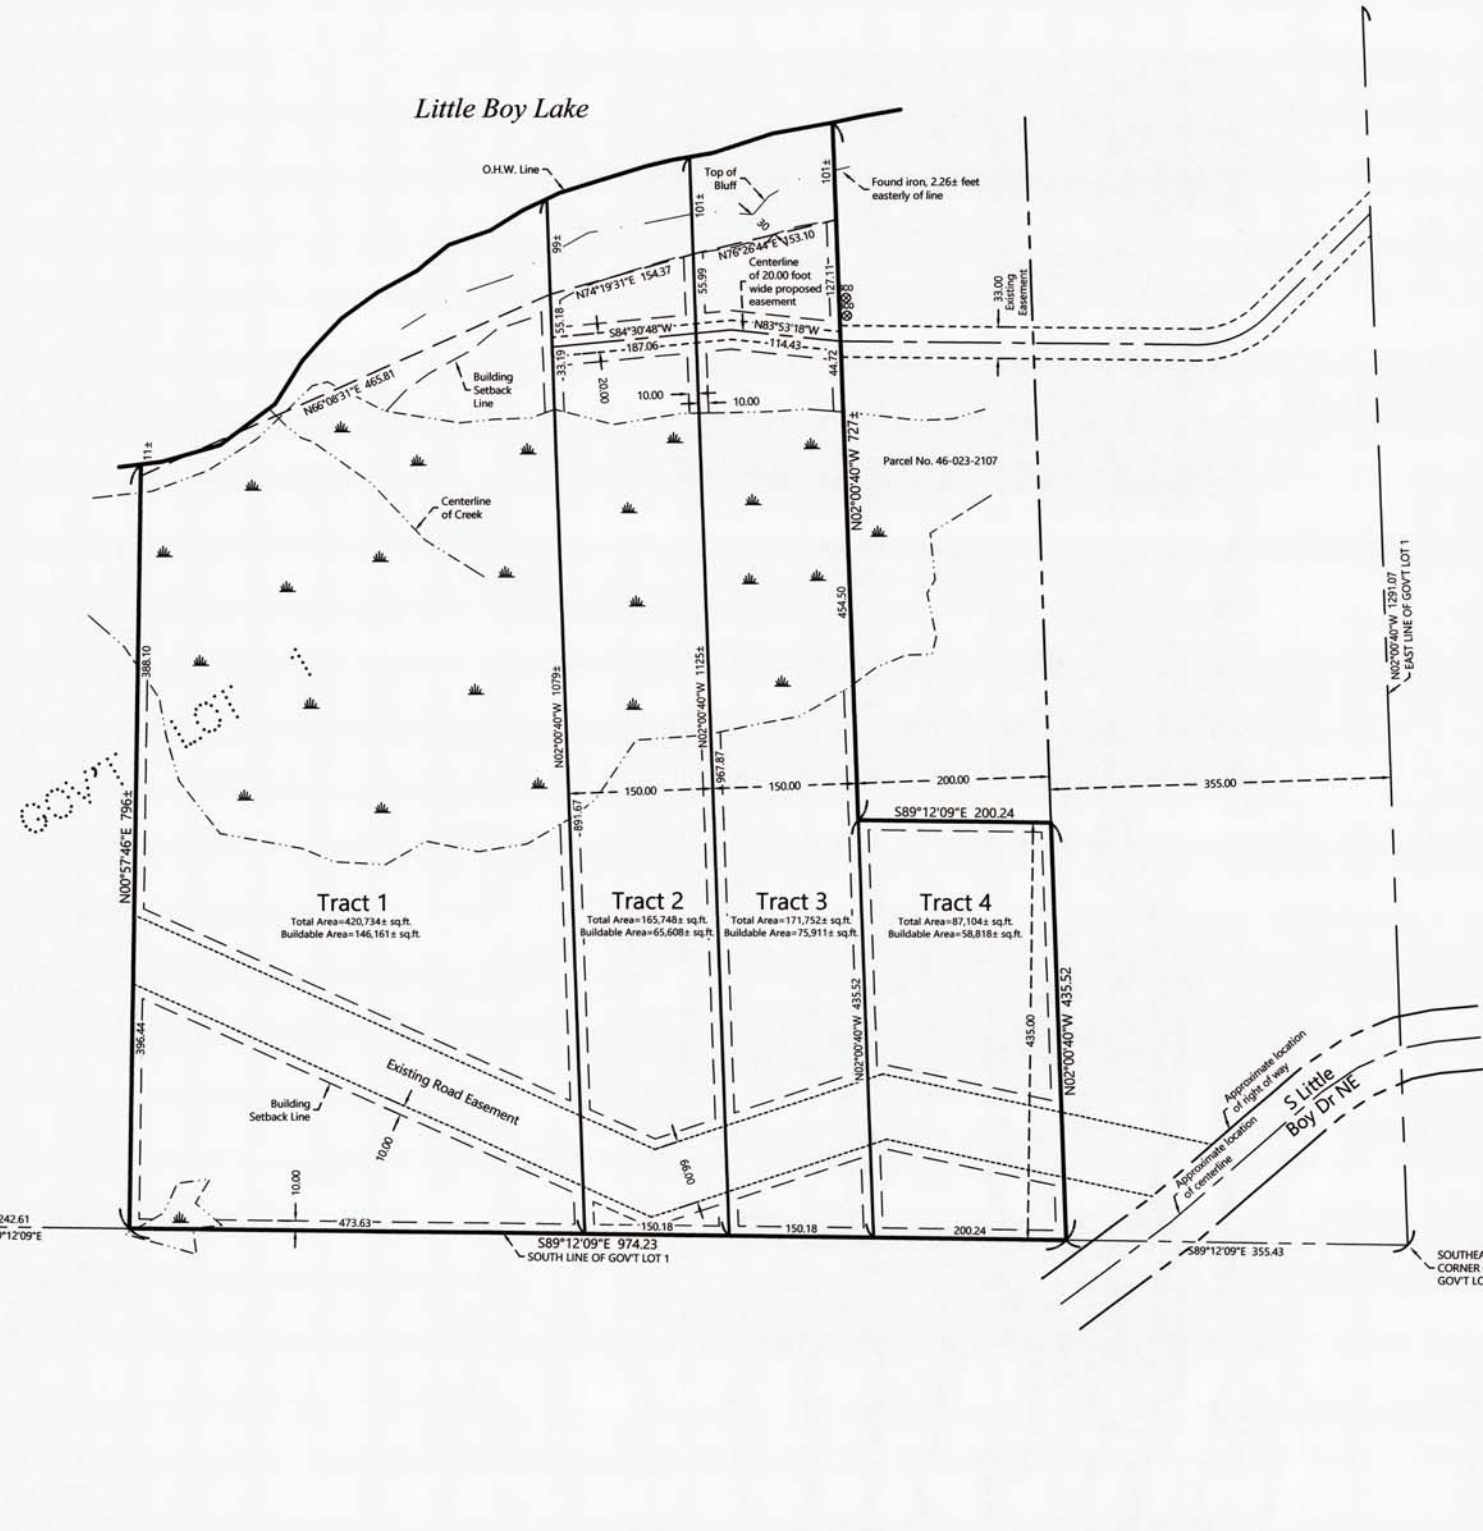 Little Boy Lake
O.H.W. Line
Top of
Bluff
Found iron, 2.26± feet
easterly of line
99±
101±
101±
30
N76°26'44"E 153.10
N74°19'31"E 154.37
Centerline
of 20.00 foot
wide proposed
easement
55.18
55.99
127.11
33.00
Existing
Easement
S84°30'48"W
187.06
N83°53'18"W
114.43
33.19
44.72
20.00
10.00
10.00
Building
Setback
Line
N66°08'31"E 465.81
11±
N02°00'40"W 727±
Parcel No. 46-023-2107
Centerline
of Creek
454.50
N02°00'40"W 1291.07
EAST LINE OF GOV'T LOT 1
388.10
GOV'T LOT 1
N02°00'40"W 1079±
N02°00'40"W 1125±
967.87
891.67
150.00
150.00
200.00
355.00
N00°57'46"E 796±
S89°12'09"E 200.24
Tract 1
Total Area=420,734± sq.ft.
Buildable Area=146,161± sq.ft.
Tract 2
Total Area=165,748± sq.ft.
Buildable Area=65,608± sq.ft.
Tract 3
Total Area=171,752± sq.ft.
Buildable Area=75,911± sq.ft.
Tract 4
Total Area=87,104± sq.ft.
Buildable Area=58,818± sq.ft.
N02°00'40"W 435.52
435.00
N02°00'40"W 435.52
396.44
Existing Road Easement
Building
Setback Line
10.00
10.00
66.00
Approximate location
of right of way
S Little
Boy Dr NE
Approximate location
of centerline
242.61
9°12'09"E
473.63
150.18
150.18
200.24
S89°12'09"E 974.23
SOUTH LINE OF GOV'T LOT 1
S89°12'09"E 355.43
SOUTHEA
CORNER
GOV'T LO